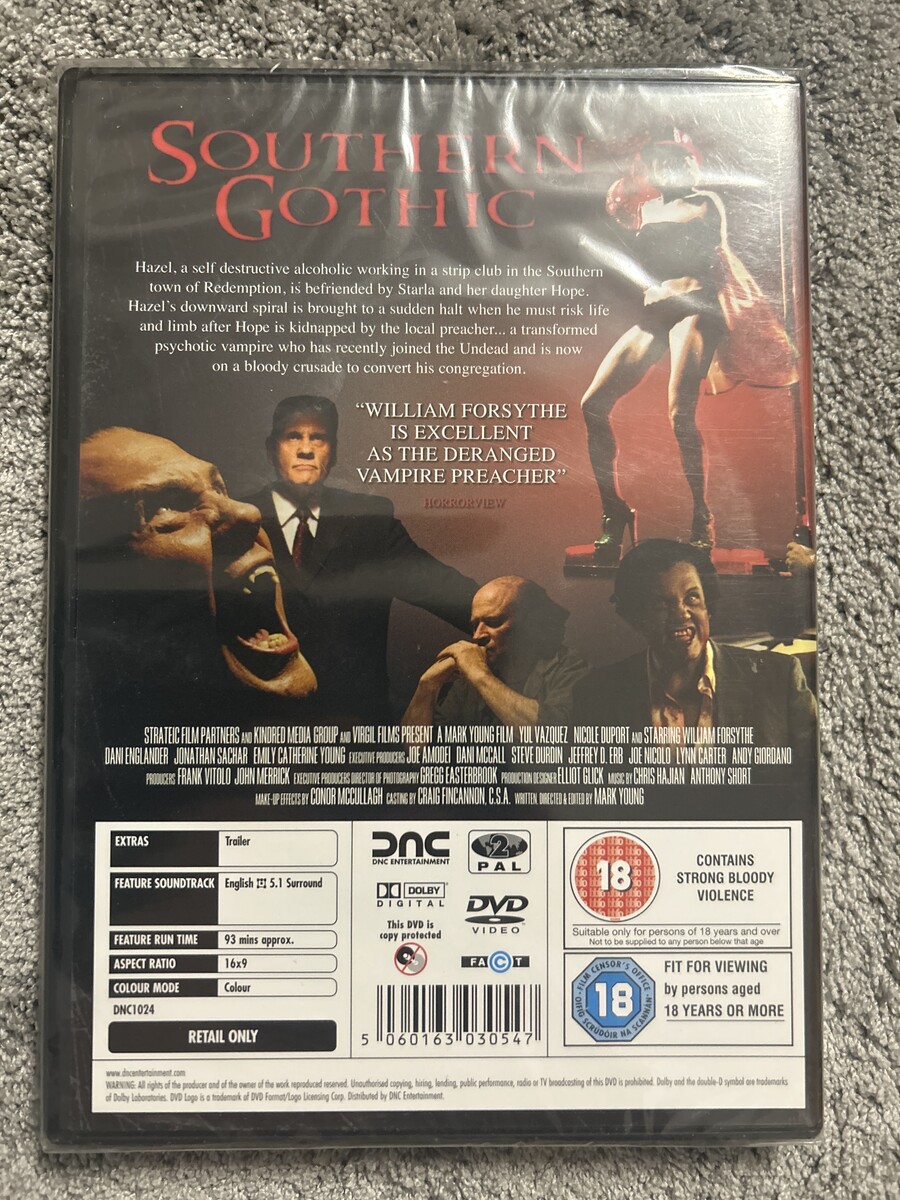 SOUTHERN
GOTHIC
Hazel, a self destructive alcoholic working in a strip club in the Southern
town of Redemption, is befriended by Starla and her daughter Hope.
Hazel's downward spiral is brought to a sudden halt when he must risk life
and limb after Hope is kidnapped by the local preacher... a transformed
psychotic vampire who has recently joined the Undead and is now
on a bloody crusade to convert his congregation.
“WILLIAM FORSYTHE
IS EXCELLENT
AS THE DERANGED
VAMPIRE PREACHER”
HORRORVIEW
STRATEIC FILM PARTNERS AND KINDRED MEDIA GROUP AND VIRGIL FILMS PRESENT A MARK YOUNG FILM YUL VAZQUEZ NICOLE DUPORT AND STARRING WILLIAM FORSYTHE
DANI ENGLANDER JONATHAN SACHAR EMILY CATHERINE YOUNG EXECUTIVE PRODUCERS JOE AMODEI DANI MCCALL STEVE DURDIN JEFFREY D. ERB JOE NICOLO LYNN CARTER ANDY GIORDANO
PRODUCERS FRANK VITOLO JOHN MERRICK EXECUTIVE PRODUCERS DIRECTOR OF PHOTOGRAPHY GREGG EASTERBROOK PRODUCTION DESIGNER ELLIOT GLICK MUSIC BY CHRIS HAJIAN ANTHONY SHORT
MAKE-UP EFFECTS BY CONOR MCCULLAGH CASTING BY CRAIG FINCANNON, C.S.A. WRITTEN, DIRECTED & EDITED BY MARK YOUNG
EXTRAS Trailer
FEATURE SOUNDTRACK English 5.1 Surround
FEATURE RUN TIME 93 mins approx.
ASPECT RATIO 16x9
COLOUR MODE Colour
DNC1024
RETAIL ONLY
DNC
DNC ENTERTAINMENT
2
PAL
DOLBY
DIGITAL
DVD
VIDEO
This DVD is
copy protected
FACT
5 060163 030547
18
CONTAINS
STRONG BLOODY
VIOLENCE
Suitable only for persons of 18 years and over
Not to be supplied to any person below that age
FILM CENSOR'S OFFICE
18
OIFIG SCRÚDÓIR NA SCANNÁN
FIT FOR VIEWING
by persons aged
18 YEARS OR MORE
www.dncentertainment.com
WARNING: All rights of the producer and of the owner of the work reproduced reserved. Unauthorised copying, hiring, lending, public performance, radio or TV broadcasting of this DVD is prohibited. Dolby and the double-D symbol are trademarks
of Dolby Laboratories. DVD Logo is a trademark of DVD Format/Logo Licensing Corp. Distributed by DNC Entertainment.